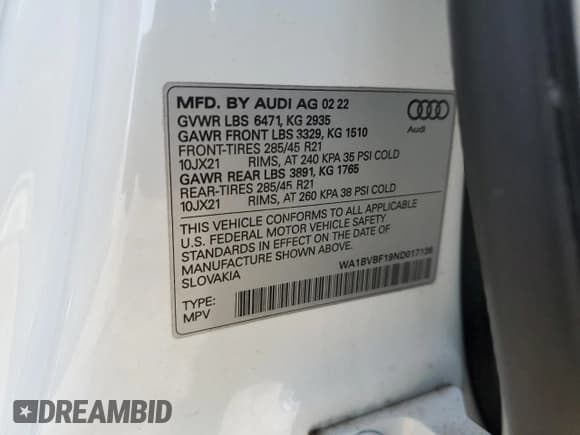 MFD. BY AUDI AG 02 22
GVWR LBS 6471, KG 2935
GAWR FRONT LBS 3329, KG 1510
FRONT-TIRES 285/45 R21
10JX21 RIMS, AT 240 KPA 35 PSI COLD
GAWR REAR LBS 3891, KG 1765
REAR-TIRES 285/45 R21
10JX21 RIMS, AT 260 KPA 38 PSI COLD
Audi
THIS VEHICLE CONFORMS TO ALL APPLICABLE
U.S. FEDERAL MOTOR VEHICLE SAFETY
STANDARDS IN EFFECT ON THE DATE OF
MANUFACTURE SHOWN ABOVE.
SLOVAKIA
WA1BVBF19ND017136
TYPE:
MPV
DREAMBID